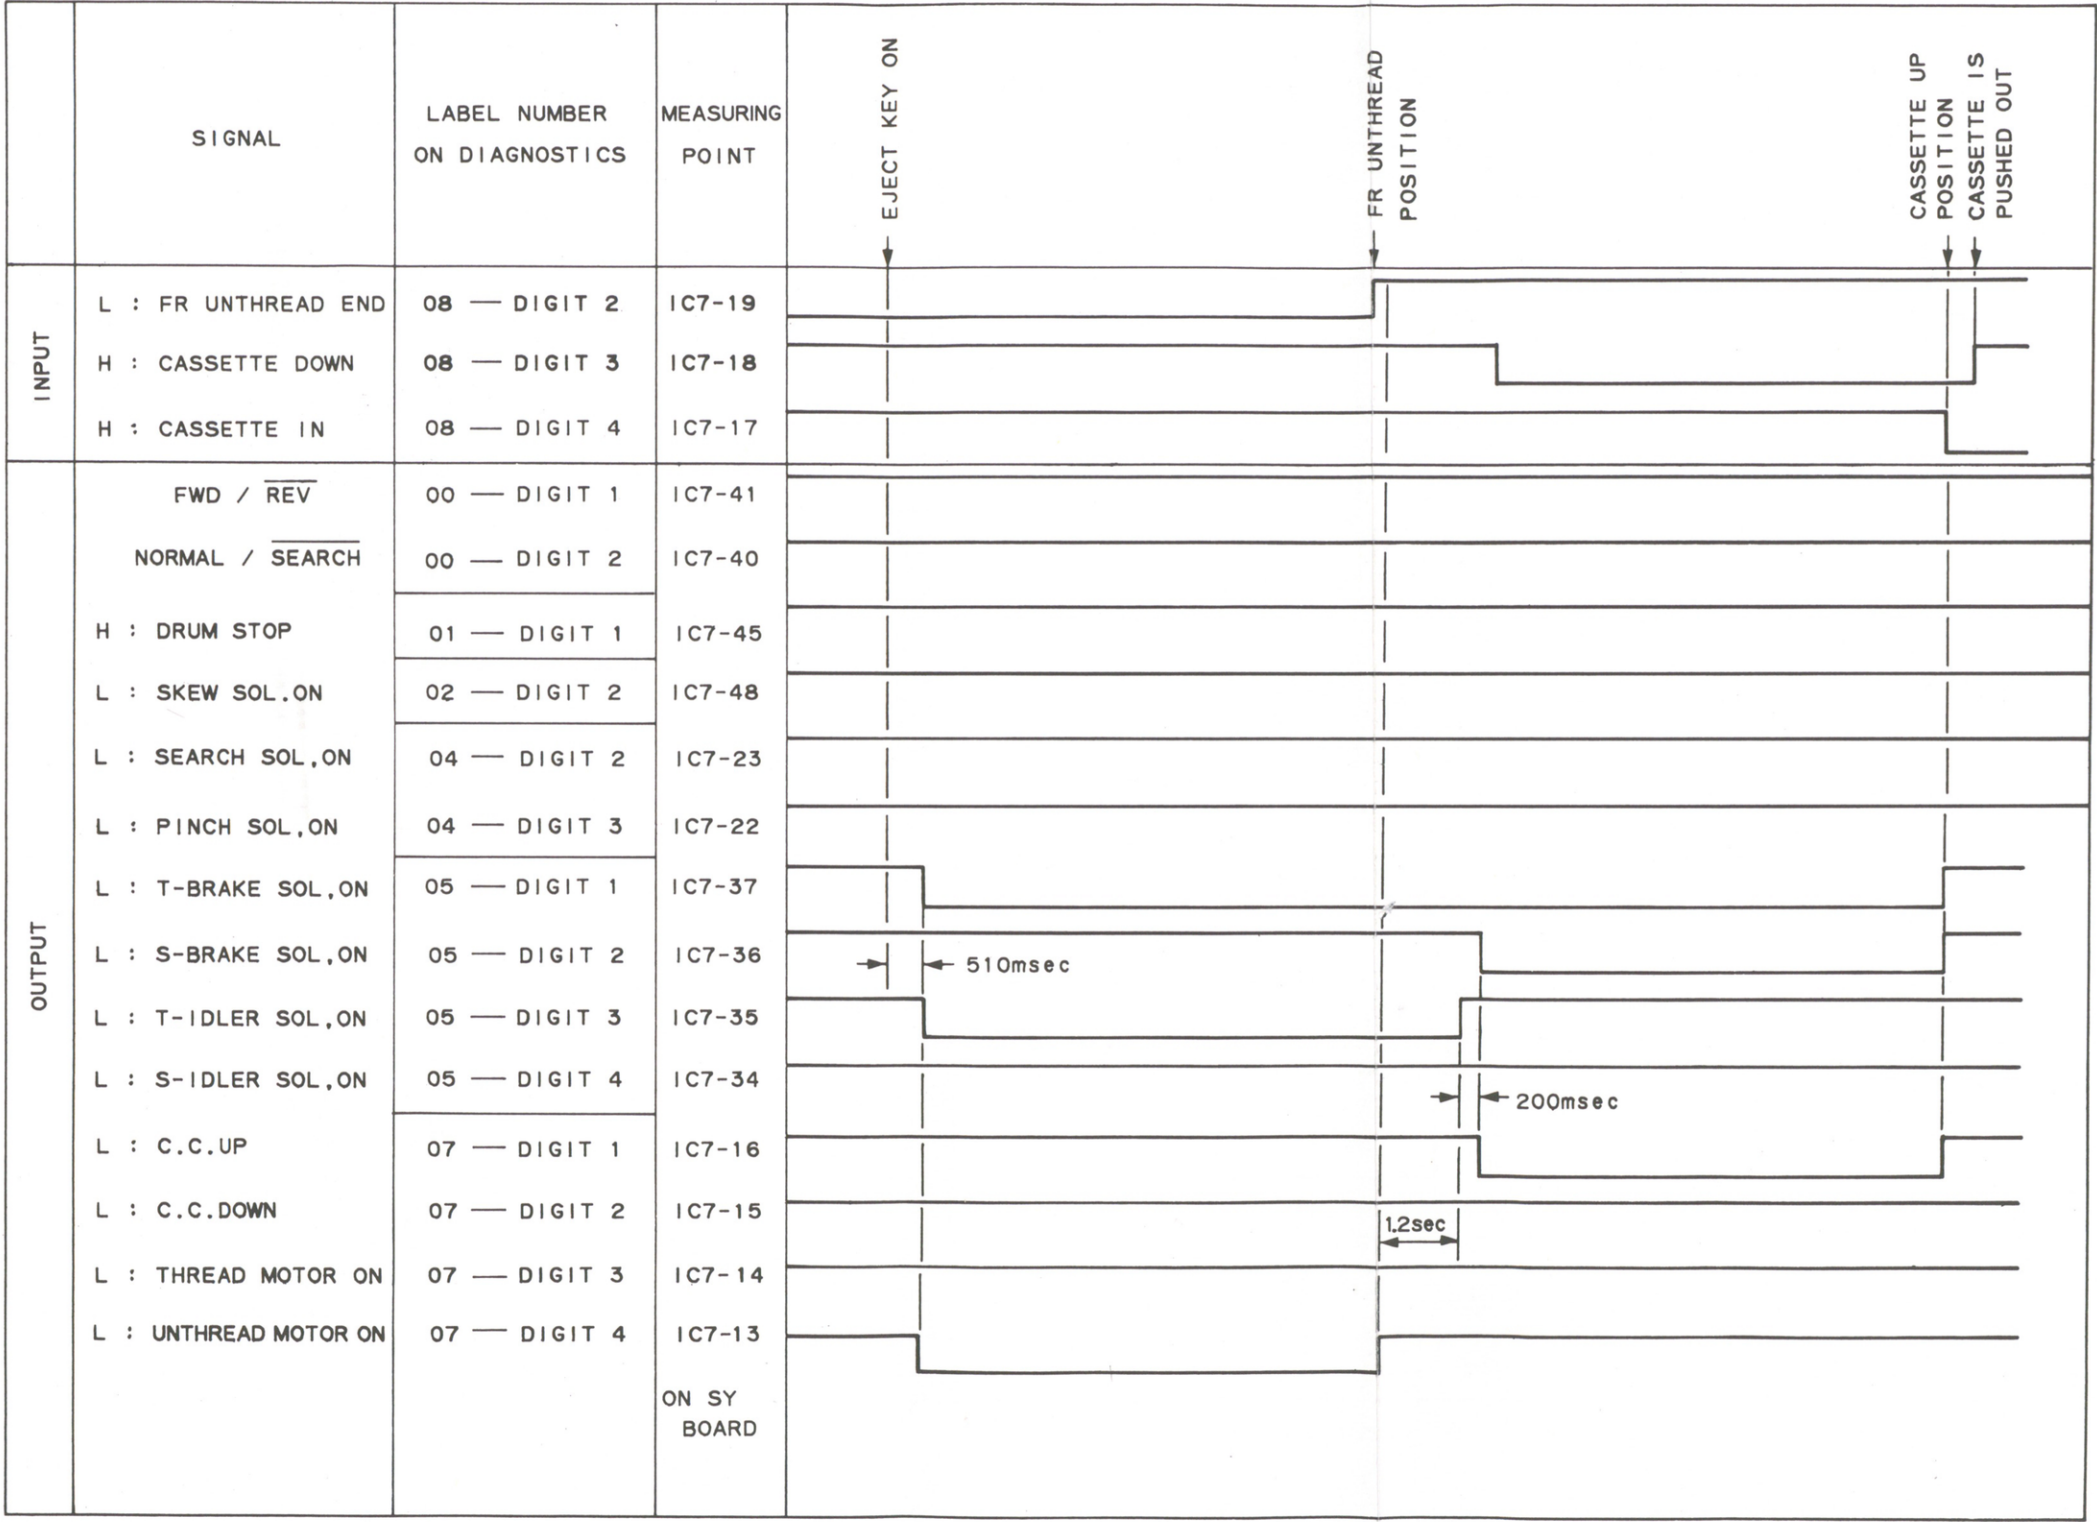 SIGNAL
LABEL NUMBER
ON DIAGNOSTICS
MEASURING
POINT
EJECT KEY ON
FR UNTHREAD
POSITION
CASSETTE UP
POSITION
CASSETTE IS
PUSHED OUT
INPUT
L : FR UNTHREAD END 08 — DIGIT 2 IC7-19
H : CASSETTE DOWN 08 — DIGIT 3 IC7-18
H : CASSETTE IN 08 — DIGIT 4 IC7-17
OUTPUT
FWD / REV 00 — DIGIT 1 IC7-41
NORMAL / SEARCH 00 — DIGIT 2 IC7-40
H : DRUM STOP 01 — DIGIT 1 IC7-45
L : SKEW SOL.ON 02 — DIGIT 2 IC7-48
L : SEARCH SOL,ON 04 — DIGIT 2 IC7-23
L : PINCH SOL,ON 04 — DIGIT 3 IC7-22
L : T-BRAKE SOL,ON 05 — DIGIT 1 IC7-37
L : S-BRAKE SOL,ON 05 — DIGIT 2 IC7-36 510msec
L : T-IDLER SOL,ON 05 — DIGIT 3 IC7-35
L : S-IDLER SOL,ON 05 — DIGIT 4 IC7-34
200msec
L : C.C.UP 07 — DIGIT 1 IC7-16
L : C.C.DOWN 07 — DIGIT 2 IC7-15
1.2sec
L : THREAD MOTOR ON 07 — DIGIT 3 IC7-14
L : UNTHREAD MOTOR ON 07 — DIGIT 4 IC7-13
ON SY
BOARD